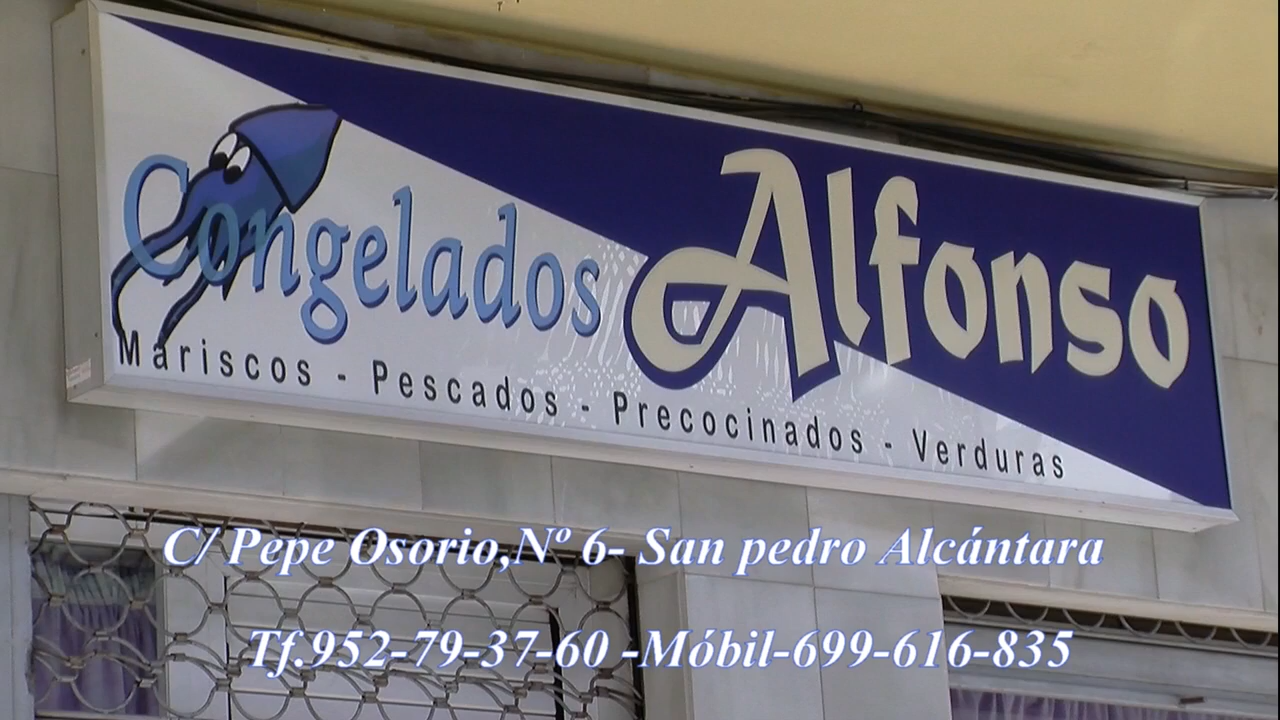 Congelados Alfonso
Mariscos - Pescados - Precocinados - Verduras
C/ Pepe Osorio,Nº 6- San pedro Alcántara
Tf.952-79-37-60 -Móbil-699-616-835